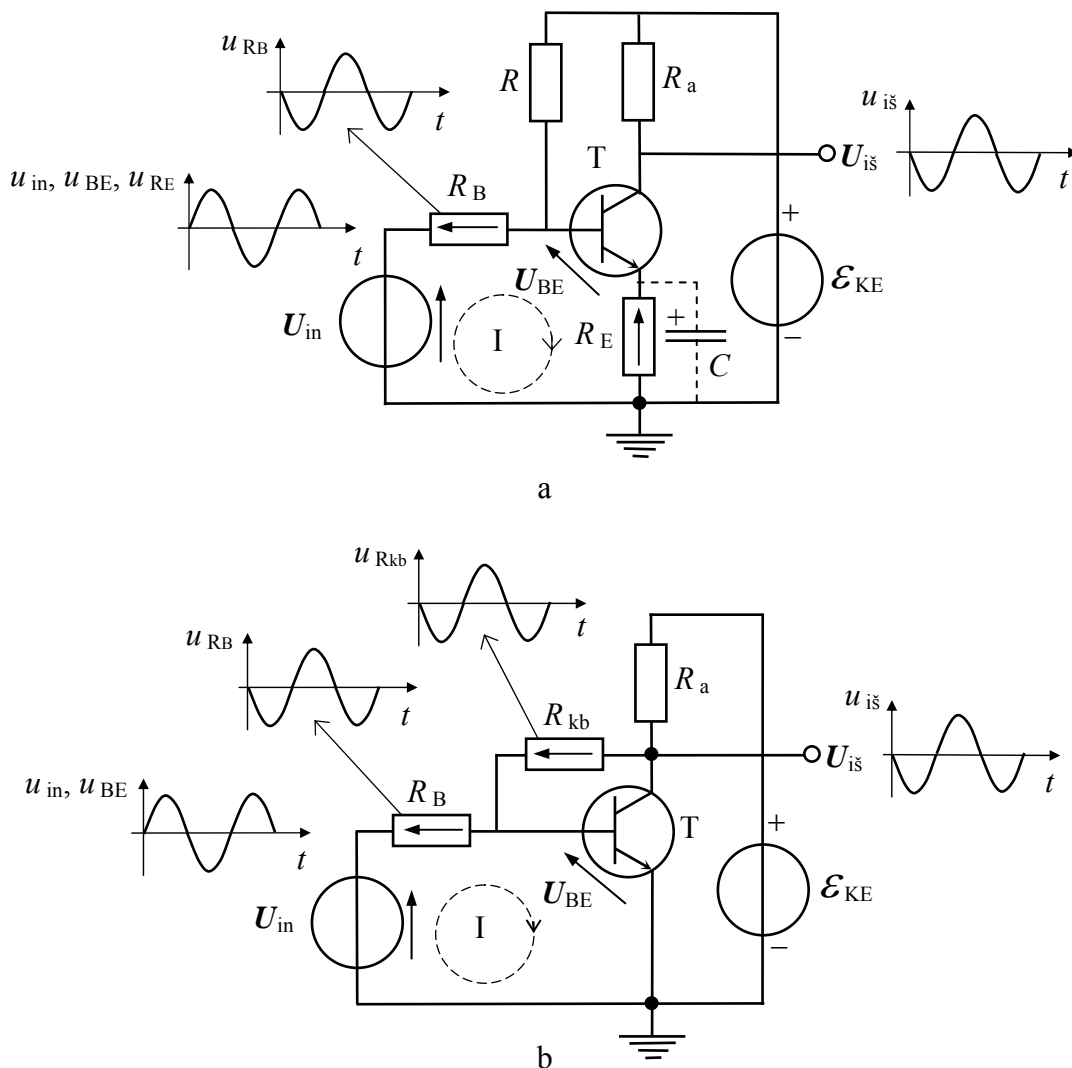 u RB
t
R
R a
u iš
t
T
U iš
u in, u BE, u RE
t
R B
+
U BE
ℰ KE
U in
I
R E
+
C
−
a
u Rkb
t
u RB
t
R a
R kb
u iš
t
U iš
u in, u BE
t
R B
T
+
U BE
ℰ KE
U in
I
−
b